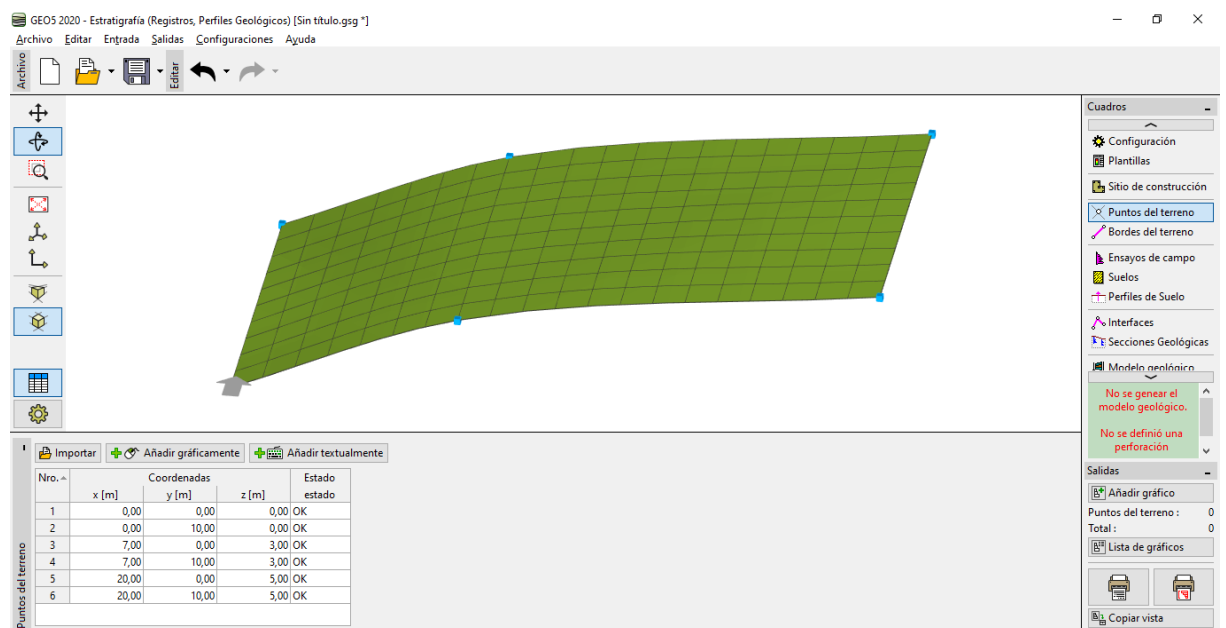 GEO5 2020 - Estratigrafía (Registros, Perfiles Geológicos) [Sin título.gsg *]
Archivo Editar Entrada Salidas Configuraciones Ayuda
Archivo
Editar
Cuadros
Configuración
Plantillas
Sitio de construcción
Puntos del terreno
Bordes del terreno
Ensayos de campo
Suelos
Perfiles de Suelo
Interfaces
Secciones Geológicas
Modelo geológico
No se genear el
modelo geológico.
No se definió una
perforación
Salidas
Añadir gráfico
Puntos del terreno : 0
Total : 0
Lista de gráficos
Copiar vista
Puntos del terreno
Importar Añadir gráficamente Añadir textualmente
Nro. Coordenadas Estado
x [m] y [m] z [m] estado
1 0,00 0,00 0,00 OK
2 0,00 10,00 0,00 OK
3 7,00 0,00 3,00 OK
4 7,00 10,00 3,00 OK
5 20,00 0,00 5,00 OK
6 20,00 10,00 5,00 OK